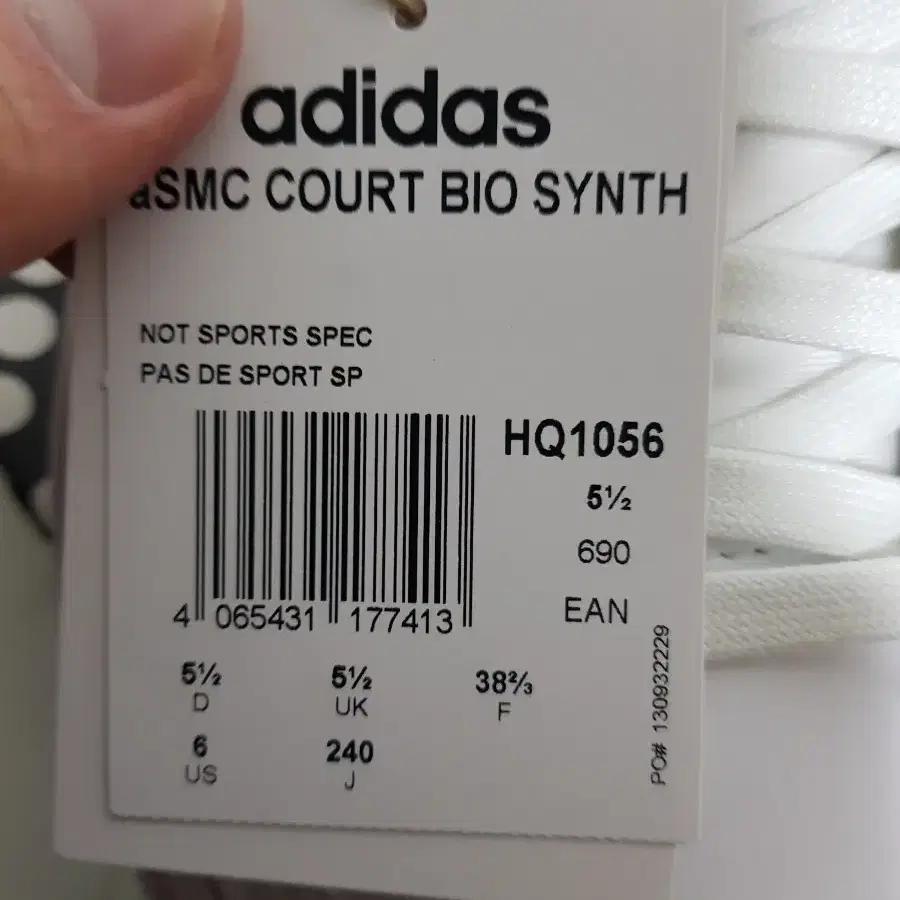 adidas
aSMC COURT BIO SYNTH
NOT SPORTS SPEC
PAS DE SPORT SP
HQ1056
5½
690
EAN
4 065431 177413
5½ 5½ 38⅔
D UK F
6 240
US J
PO# 130932229